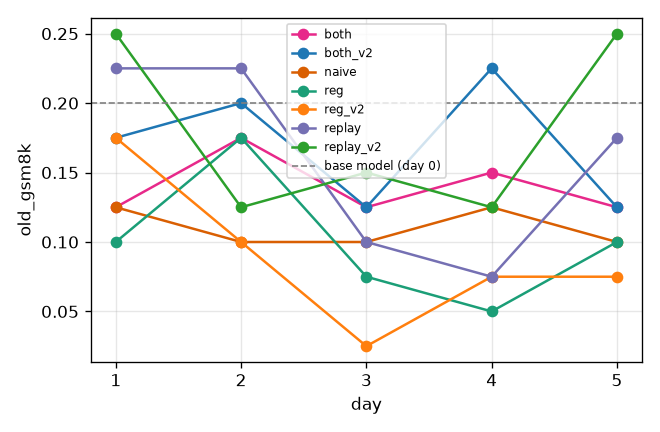 0.25
0.20
0.15
0.10
0.05
old_gsm8k
both
both_v2
naive
reg
reg_v2
replay
replay_v2
base model (day 0)
1 2 3 4 5
day